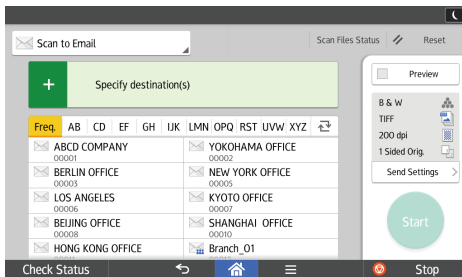 Scan to Email
Scan Files Status
Reset
+ Specify destination(s)
Preview
Freq. AB CD EF GH IJK LMN OPQ RST UVW XYZ
ABCD COMPANY
00001
YOKOHAMA OFFICE
00002
BERLIN OFFICE
00003
NEW YORK OFFICE
00005
LOS ANGELES
00006
KYOTO OFFICE
00007
BEIJING OFFICE
00008
SHANGHAI OFFICE
00010
HONG KONG OFFICE
Branch_01
B & W
TIFF
200 dpi
1 Sided Orig.
Send Settings
Start
Check Status
Stop